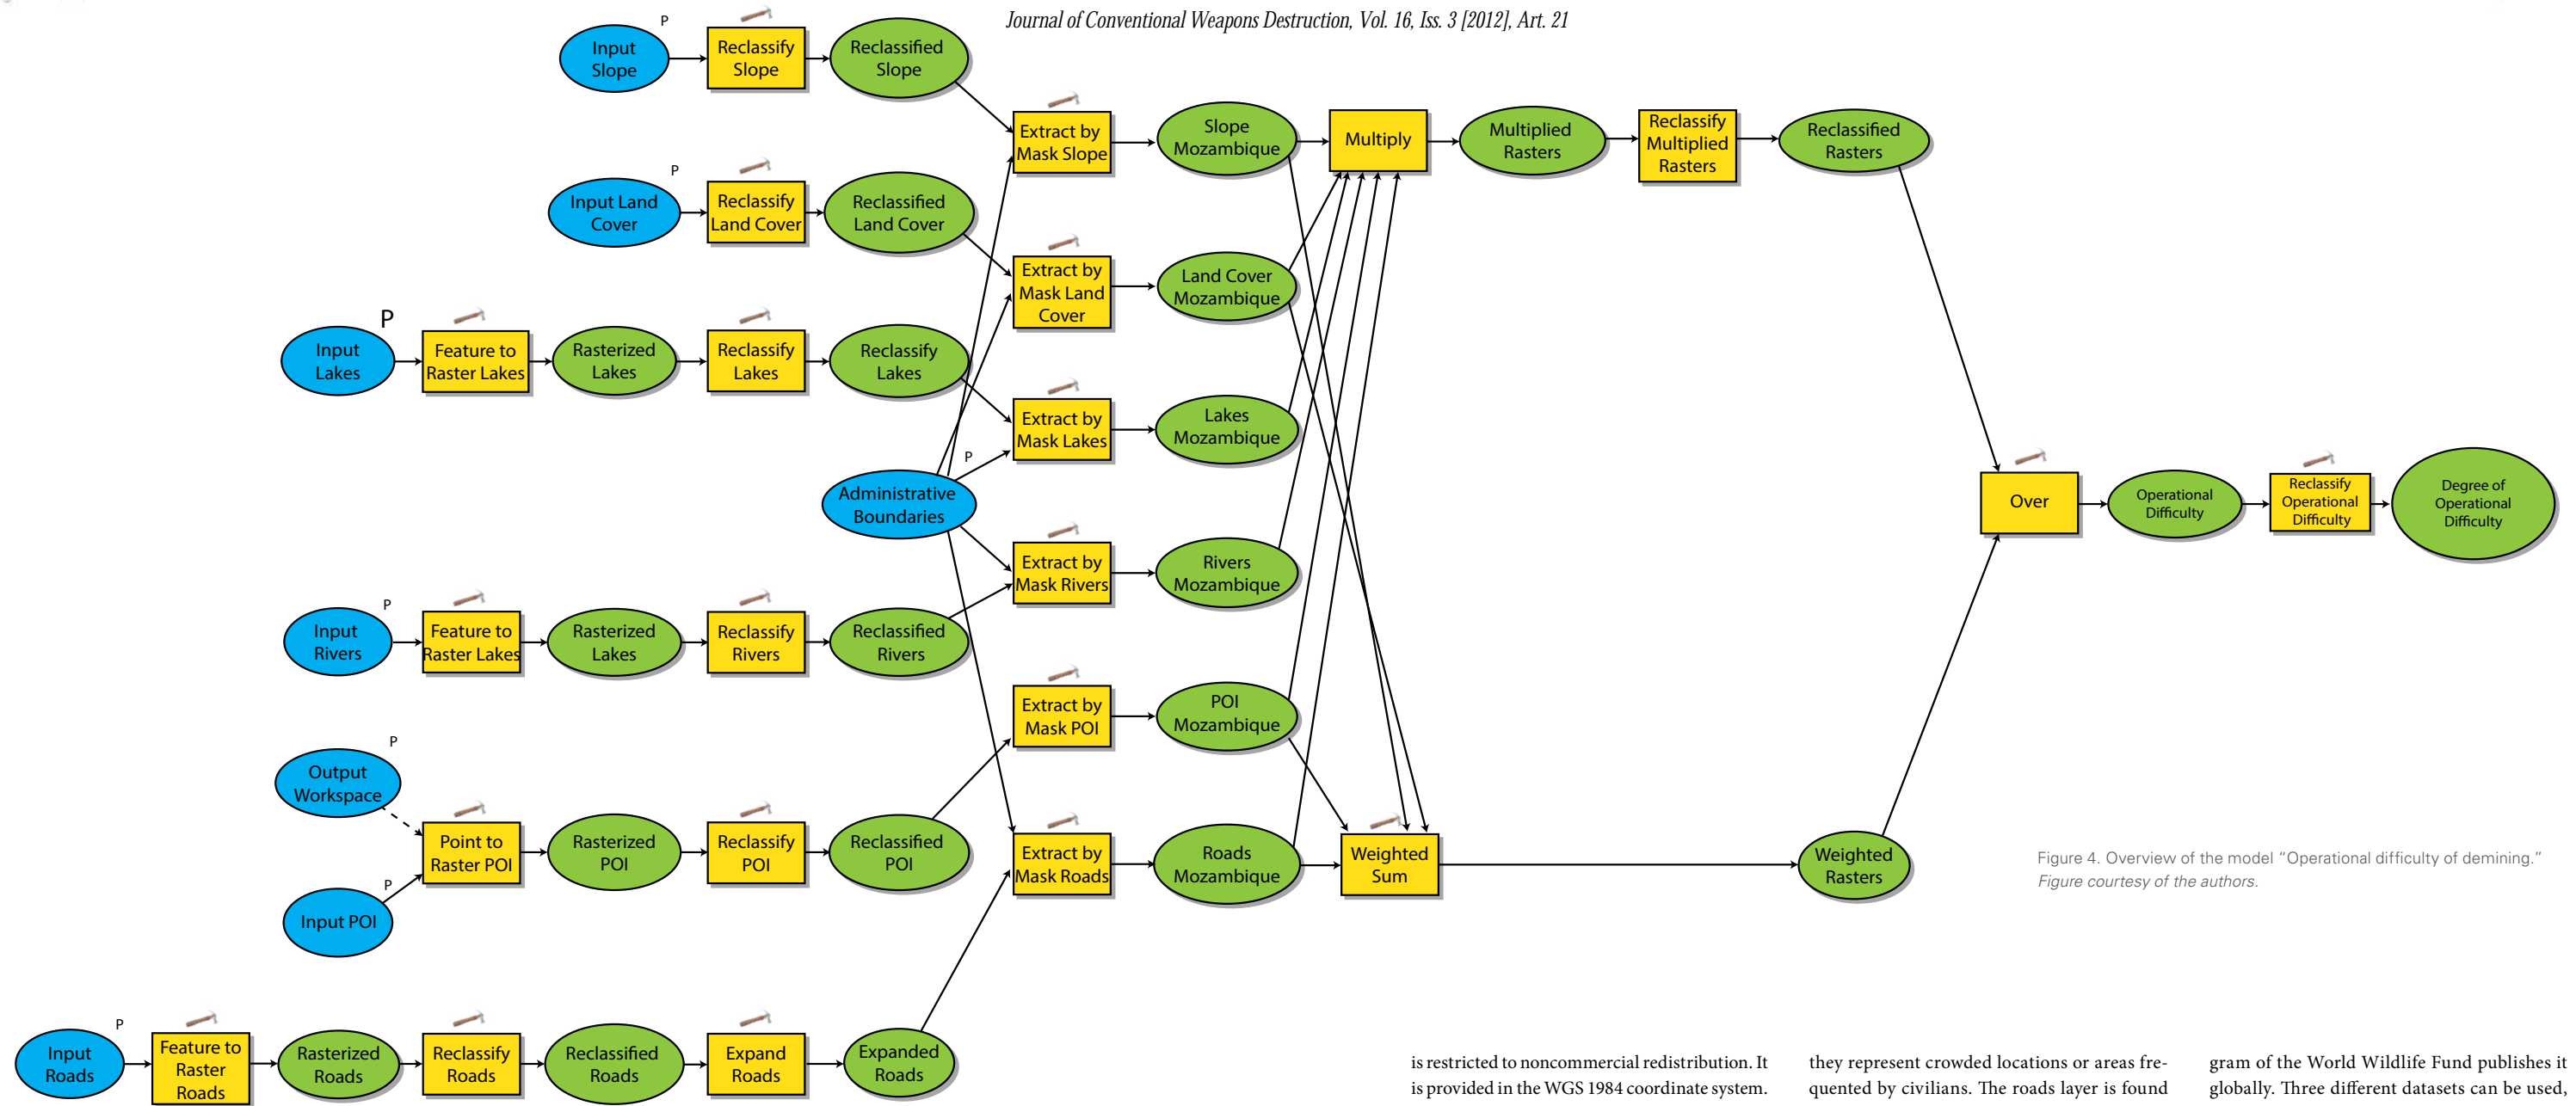 Journal of Conventional Weapons Destruction, Vol. 16, Iss. 3 [2012], Art. 21
P
Input
Slope
Reclassify
Slope
Reclassified
Slope
Extract by
Mask Slope
Slope
Mozambique
Multiply
Multiplied
Rasters
Reclassify
Multiplied
Rasters
Reclassified
Rasters
P
Input Land
Cover
Reclassify
Land Cover
Reclassified
Land Cover
Extract by
Mask Land
Cover
Land Cover
Mozambique
P
Input
Lakes
Feature to
Raster Lakes
Rasterized
Lakes
Reclassify
Lakes
Reclassify
Lakes
Extract by
Mask Lakes
Lakes
Mozambique
P
Administrative
Boundaries
Over
Operational
Difficulty
Reclassify
Operational
Difficulty
Degree of
Operational
Difficulty
P
Input
Rivers
Feature to
Raster Lakes
Rasterized
Lakes
Reclassify
Rivers
Reclassified
Rivers
Extract by
Mask Rivers
Rivers
Mozambique
P
Output
Workspace
P
Input POI
Point to
Raster POI
Rasterized
POI
Reclassify
POI
Reclassified
POI
Extract by
Mask POI
POI
Mozambique
Extract by
Mask Roads
Roads
Mozambique
Weighted
Sum
Weighted
Rasters
Figure 4. Overview of the model “Operational difficulty of demining.”
Figure courtesy of the authors.
P
Input
Roads
Feature to
Raster
Roads
Rasterized
Roads
Reclassify
Roads
Reclassified
Roads
Expand
Roads
Expanded
Roads
is restricted to noncommercial redistribution. It
is provided in the WGS 1984 coordinate system.
they represent crowded locations or areas fre-
quented by civilians. The roads layer is found
gram of the World Wildlife Fund publishes it
globally. Three different datasets can be used,